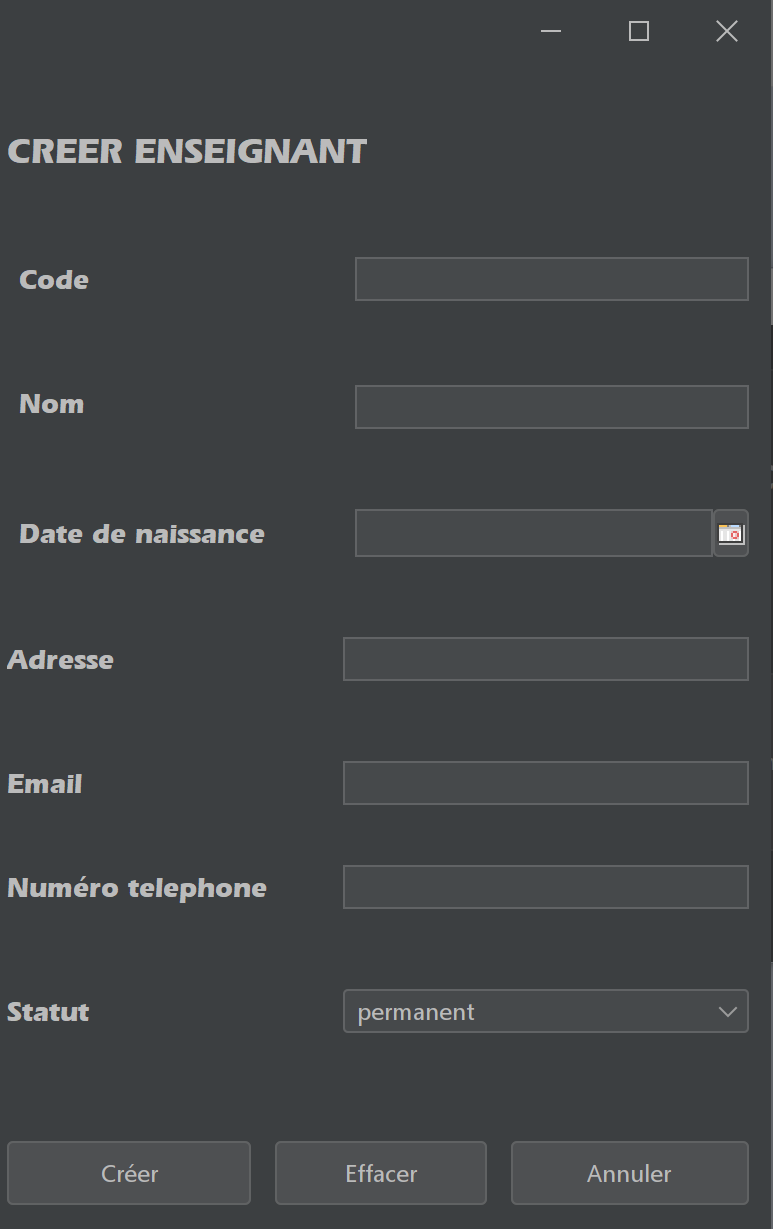 CREER ENSEIGNANT
Code
Nom
Date de naissance
Adresse
Email
Numéro telephone
Statut permanent
Créer Effacer Annuler